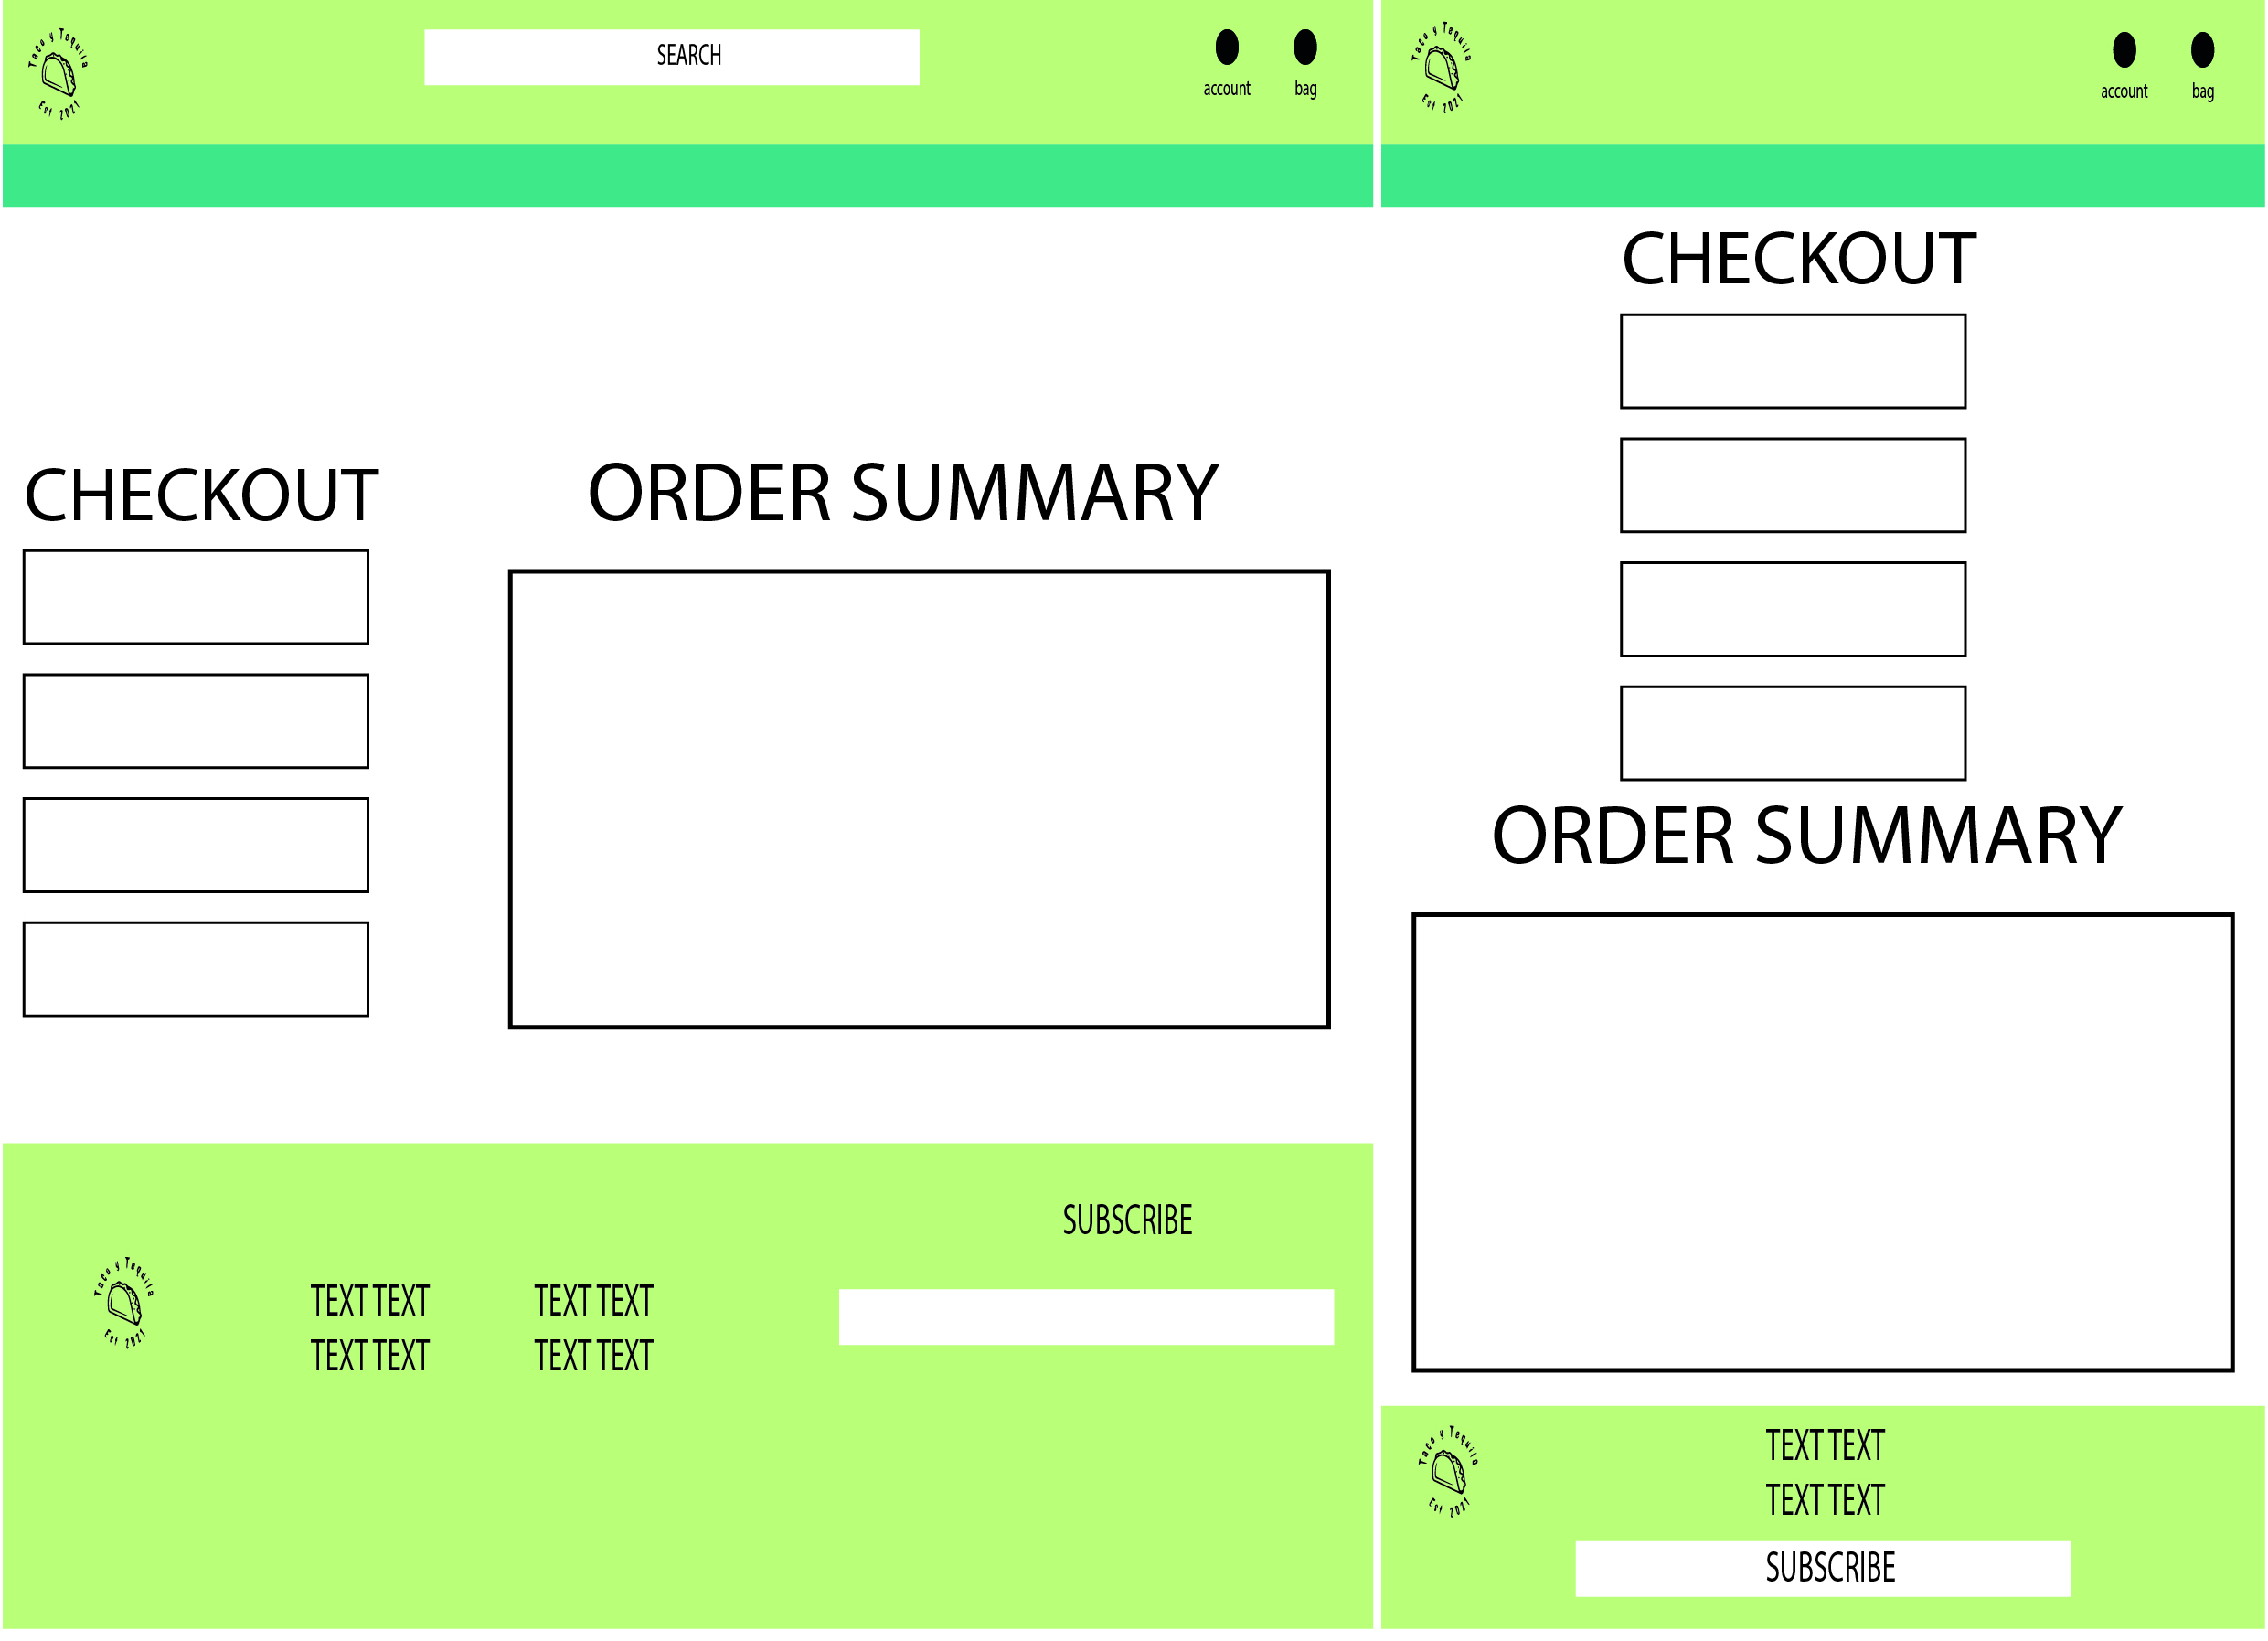 Taco y Tequila
Est 2021
SEARCH
account
bag
CHECKOUT
ORDER SUMMARY
SUBSCRIBE
Taco y Tequila
Est 2021
TEXT TEXT
TEXT TEXT
TEXT TEXT
TEXT TEXT
Taco y Tequila
Est 2021
account
bag
CHECKOUT
ORDER SUMMARY
Taco y Tequila
Est 2021
TEXT TEXT
TEXT TEXT
SUBSCRIBE